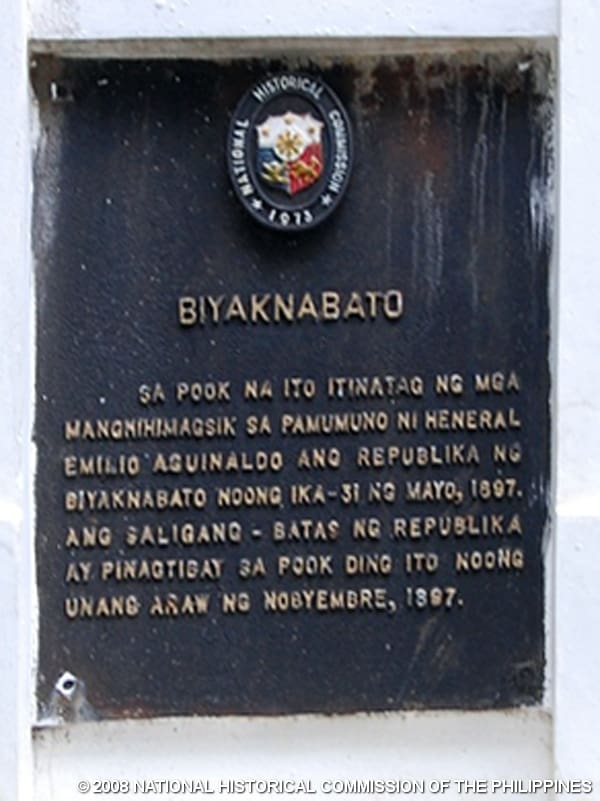 NATIONAL HISTORICAL COMMISSION
1973
BIYAKNABATO
SA POOK NA ITO ITINATAG NG MGA
MANGHIHIMAGSIK SA PAMUMUNO NI HENERAL
EMILIO AGUINALDO ANG REPUBLIKA NG
BIYAKNABATO NOONG IKA-31 NG MAYO, 1897.
ANG SALIGANG - BATAS NG REPUBLIKA
AY PINAGTIBAY SA POOK DING ITO NOONG
UNANG ARAW NG NOBYEMBRE, 1897.
© 2008 NATIONAL HISTORICAL COMMISSION OF THE PHILIPPINES